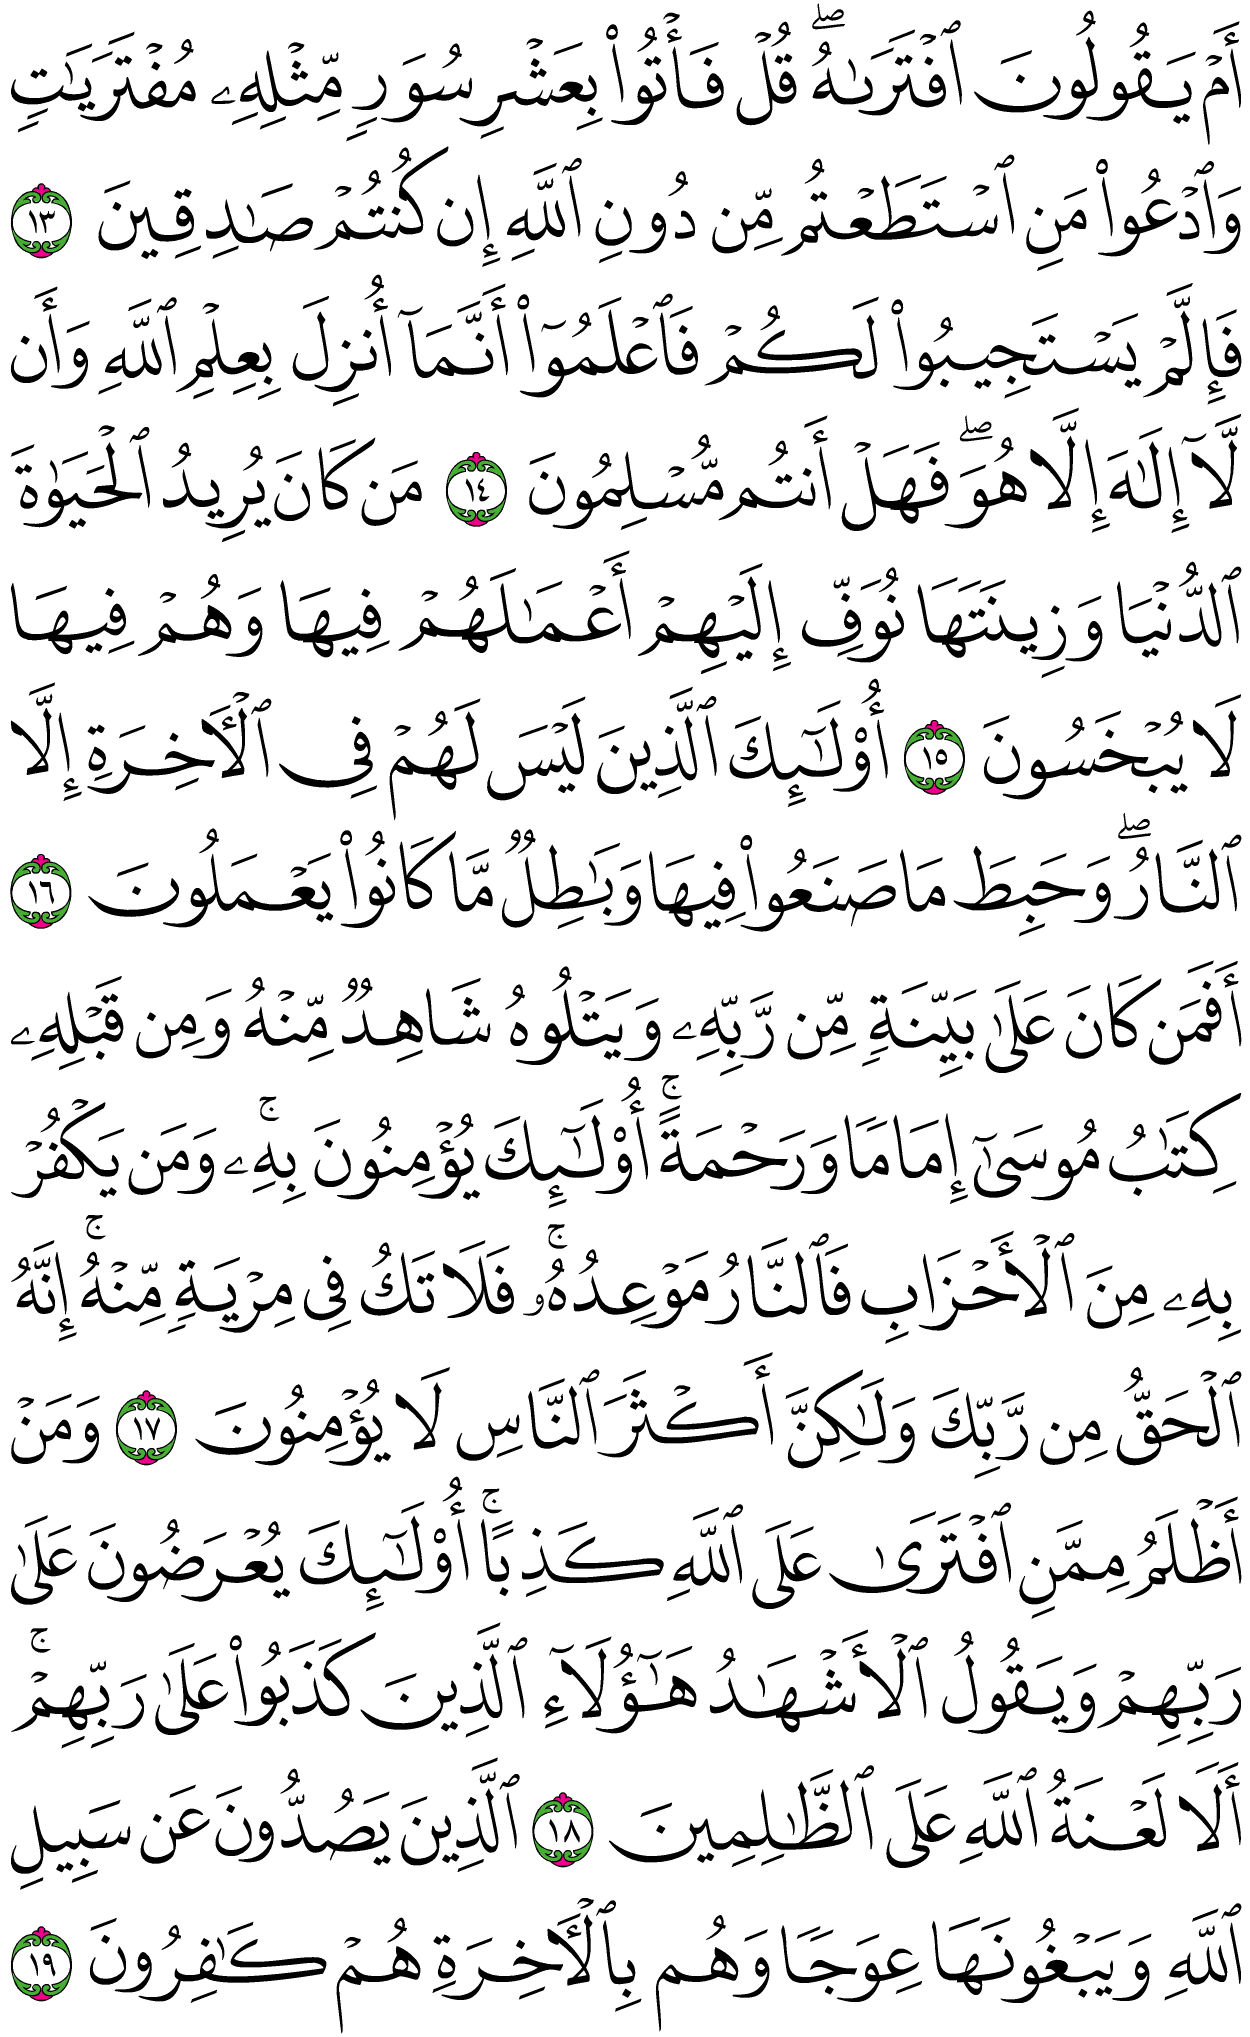 أَمۡ يَقُولُونَ ٱفۡتَرَىٰهُۖ قُلۡ فَأۡتُواْ بِعَشۡرِ سُوَرٖ مِّثۡلِهِۦ مُفۡتَرَيَٰتٖ
وَٱدۡعُواْ مَنِ ٱسۡتَطَعۡتُم مِّن دُونِ ٱللَّهِ إِن كُنتُمۡ صَٰدِقِينَ ١٣
فَإِلَّمۡ يَسۡتَجِيبُواْ لَكُمۡ فَٱعۡلَمُوٓاْ أَنَّمَآ أُنزِلَ بِعِلۡمِ ٱللَّهِ وَأَن
لَّآ إِلَٰهَ إِلَّا هُوَۖ فَهَلۡ أَنتُم مُّسۡلِمُونَ ١٤ مَن كَانَ يُرِيدُ ٱلۡحَيَوٰةَ
ٱلدُّنۡيَا وَزِينَتَهَا نُوَفِّ إِلَيۡهِمۡ أَعۡمَٰلَهُمۡ فِيهَا وَهُمۡ فِيهَا
لَا يُبۡخَسُونَ ١٥ أُوْلَٰٓئِكَ ٱلَّذِينَ لَيۡسَ لَهُمۡ فِي ٱلۡأٓخِرَةِ إِلَّا
ٱلنَّارُۖ وَحَبِطَ مَا صَنَعُواْ فِيهَا وَبَٰطِلٞ مَّا كَانُواْ يَعۡمَلُونَ ١٦
أَفَمَن كَانَ عَلَىٰ بَيِّنَةٖ مِّن رَّبِّهِۦ وَيَتۡلُوهُ شَاهِدٞ مِّنۡهُ وَمِن قَبۡلِهِۦ
كِتَٰبُ مُوسَىٰٓ إِمَامٗا وَرَحۡمَةًۚ أُوْلَٰٓئِكَ يُؤۡمِنُونَ بِهِۦۚ وَمَن يَكۡفُرۡ
بِهِۦ مِنَ ٱلۡأَحۡزَابِ فَٱلنَّارُ مَوۡعِدُهُۥۚ فَلَا تَكُ فِي مِرۡيَةٖ مِّنۡهُۚ إِنَّهُ
ٱلۡحَقُّ مِن رَّبِّكَ وَلَٰكِنَّ أَكۡثَرَ ٱلنَّاسِ لَا يُؤۡمِنُونَ ١٧ وَمَنۡ
أَظۡلَمُ مِمَّنِ ٱفۡتَرَىٰ عَلَى ٱللَّهِ كَذِبًاۚ أُوْلَٰٓئِكَ يُعۡرَضُونَ عَلَىٰ
رَبِّهِمۡ وَيَقُولُ ٱلۡأَشۡهَٰدُ هَٰٓؤُلَآءِ ٱلَّذِينَ كَذَبُواْ عَلَىٰ رَبِّهِمۡۚ
أَلَا لَعۡنَةُ ٱللَّهِ عَلَى ٱلظَّٰلِمِينَ ١٨ ٱلَّذِينَ يَصُدُّونَ عَن سَبِيلِ
ٱللَّهِ وَيَبۡغُونَهَا عِوَجٗا وَهُم بِٱلۡأٓخِرَةِ هُمۡ كَٰفِرُونَ ١٩